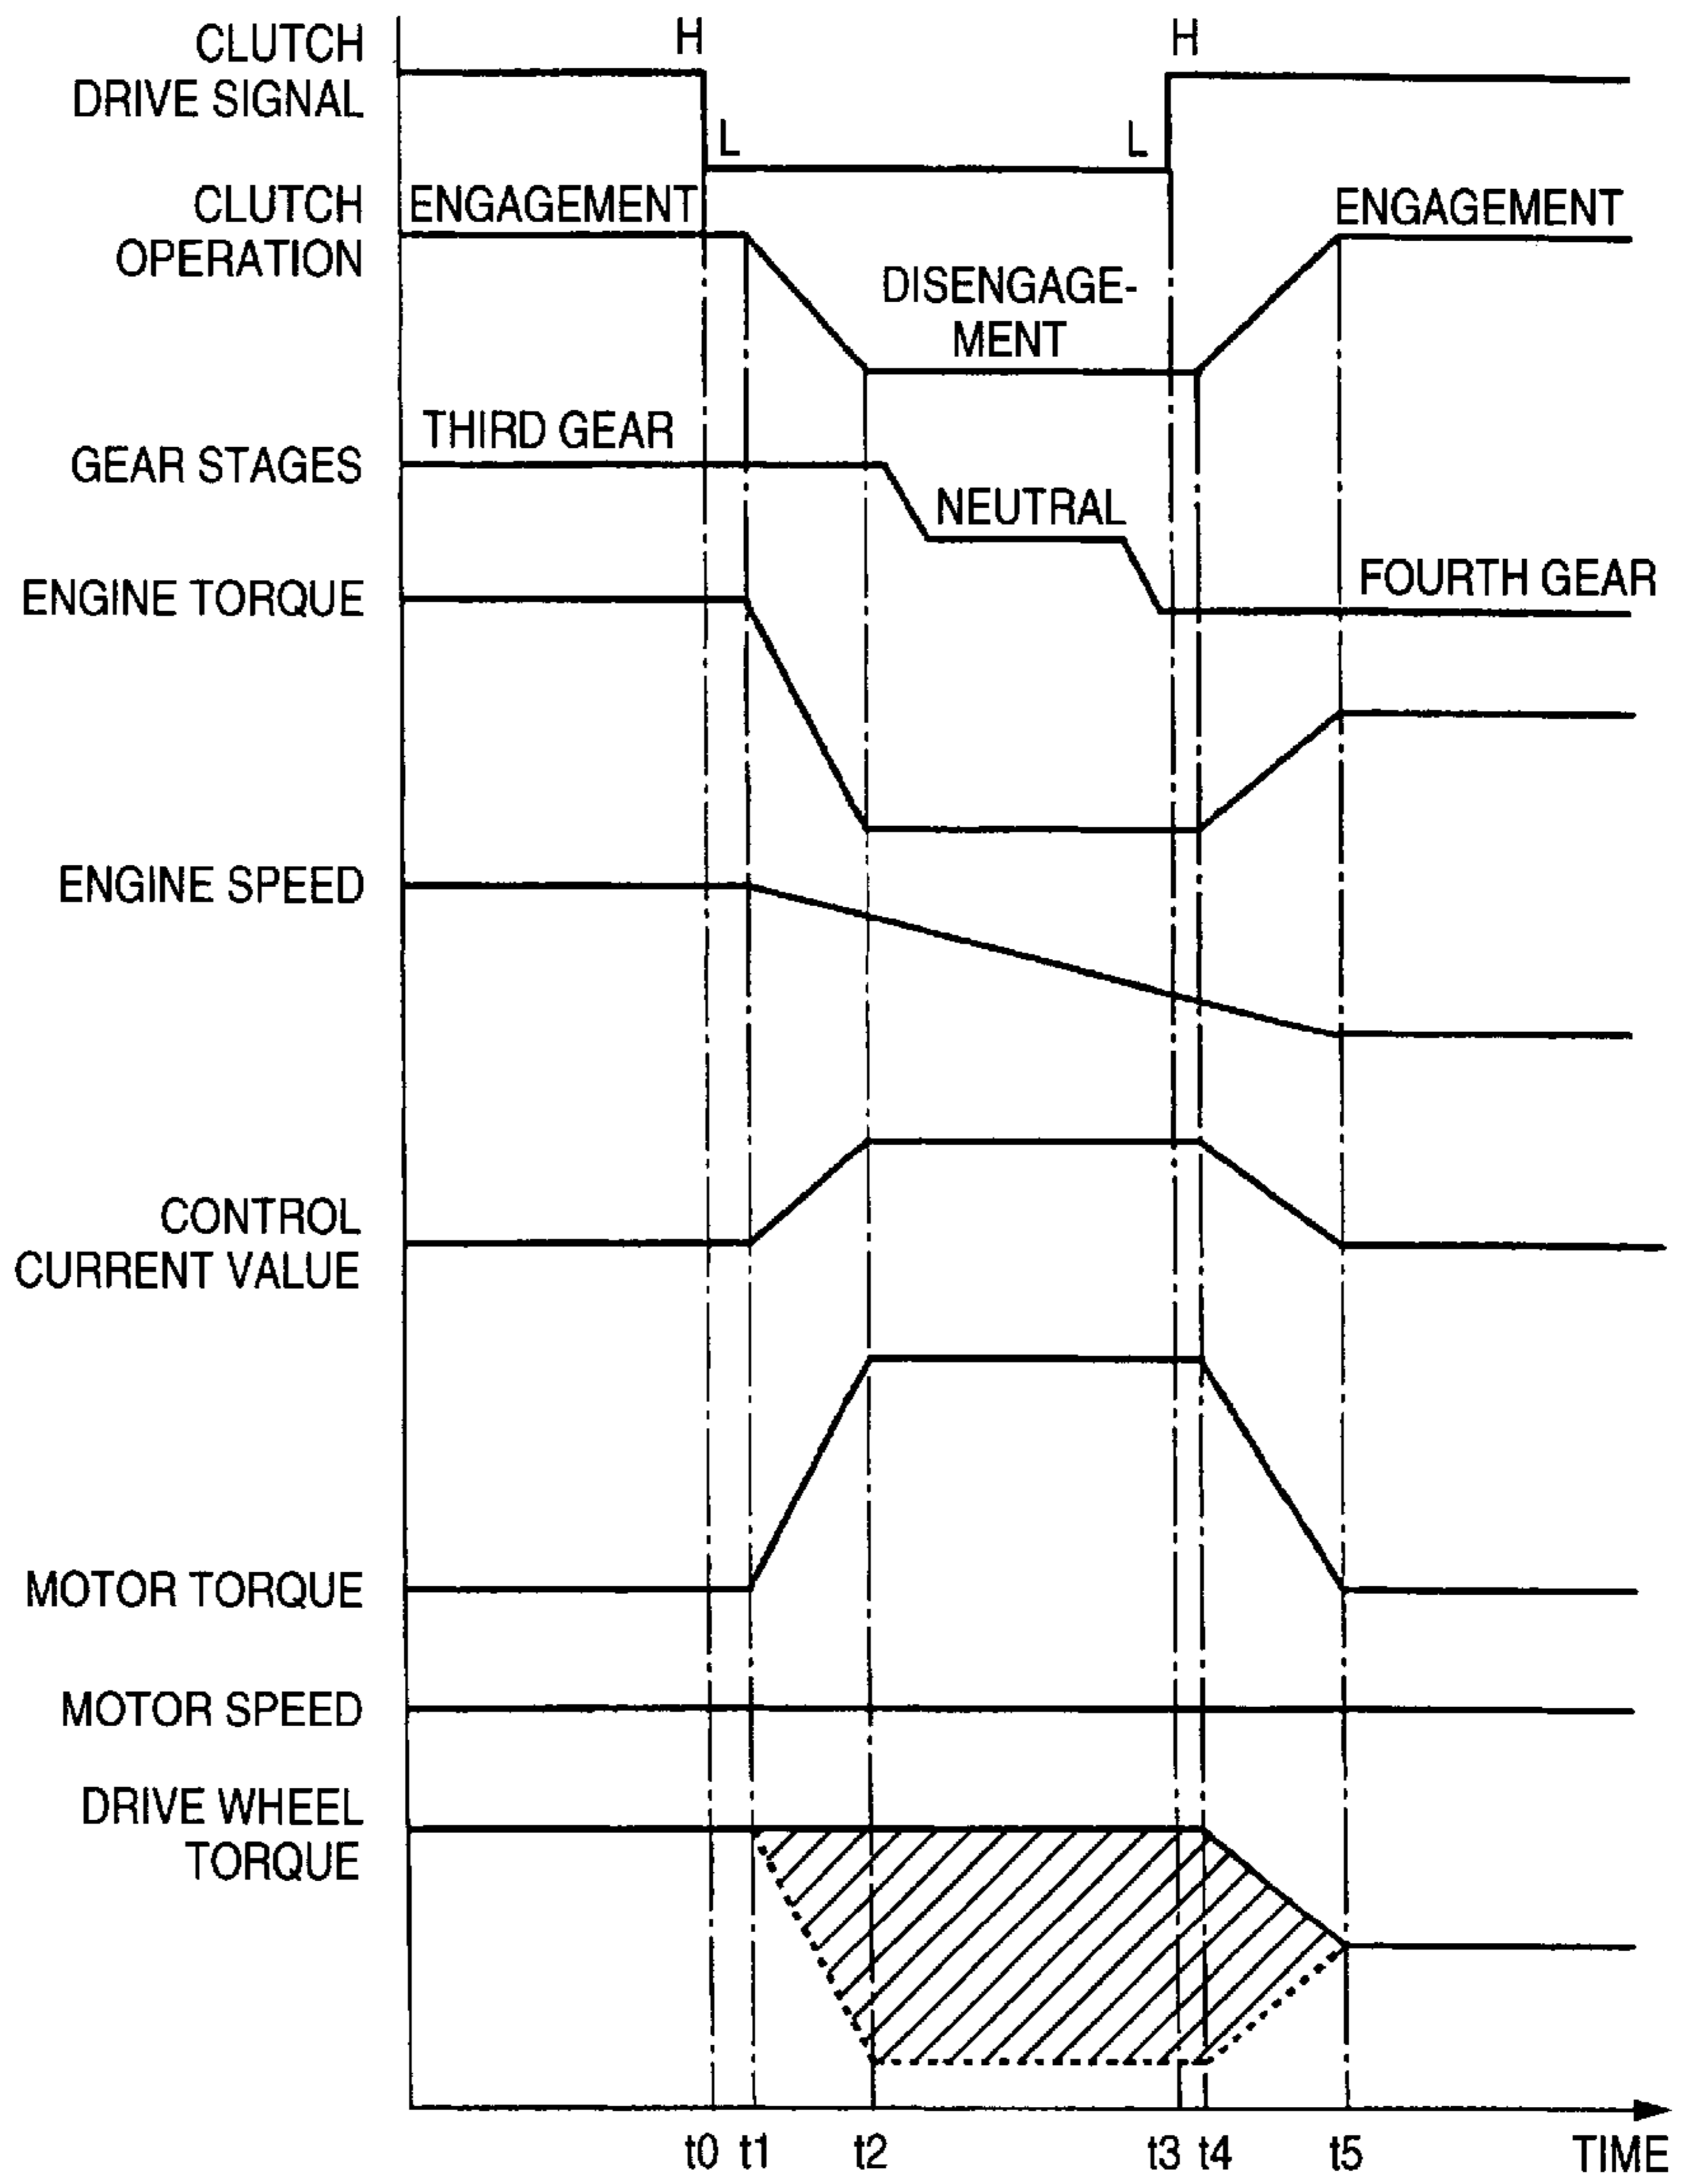 H
H
CLUTCH
DRIVE SIGNAL
L
L
CLUTCH
OPERATION
ENGAGEMENT
ENGAGEMENT
DISENGAGE-
MENT
THIRD GEAR
GEAR STAGES
NEUTRAL
FOURTH GEAR
ENGINE TORQUE
ENGINE SPEED
CONTROL
CURRENT VALUE
MOTOR TORQUE
MOTOR SPEED
DRIVE WHEEL
TORQUE
t0 t1 t2 t3 t4 t5 TIME